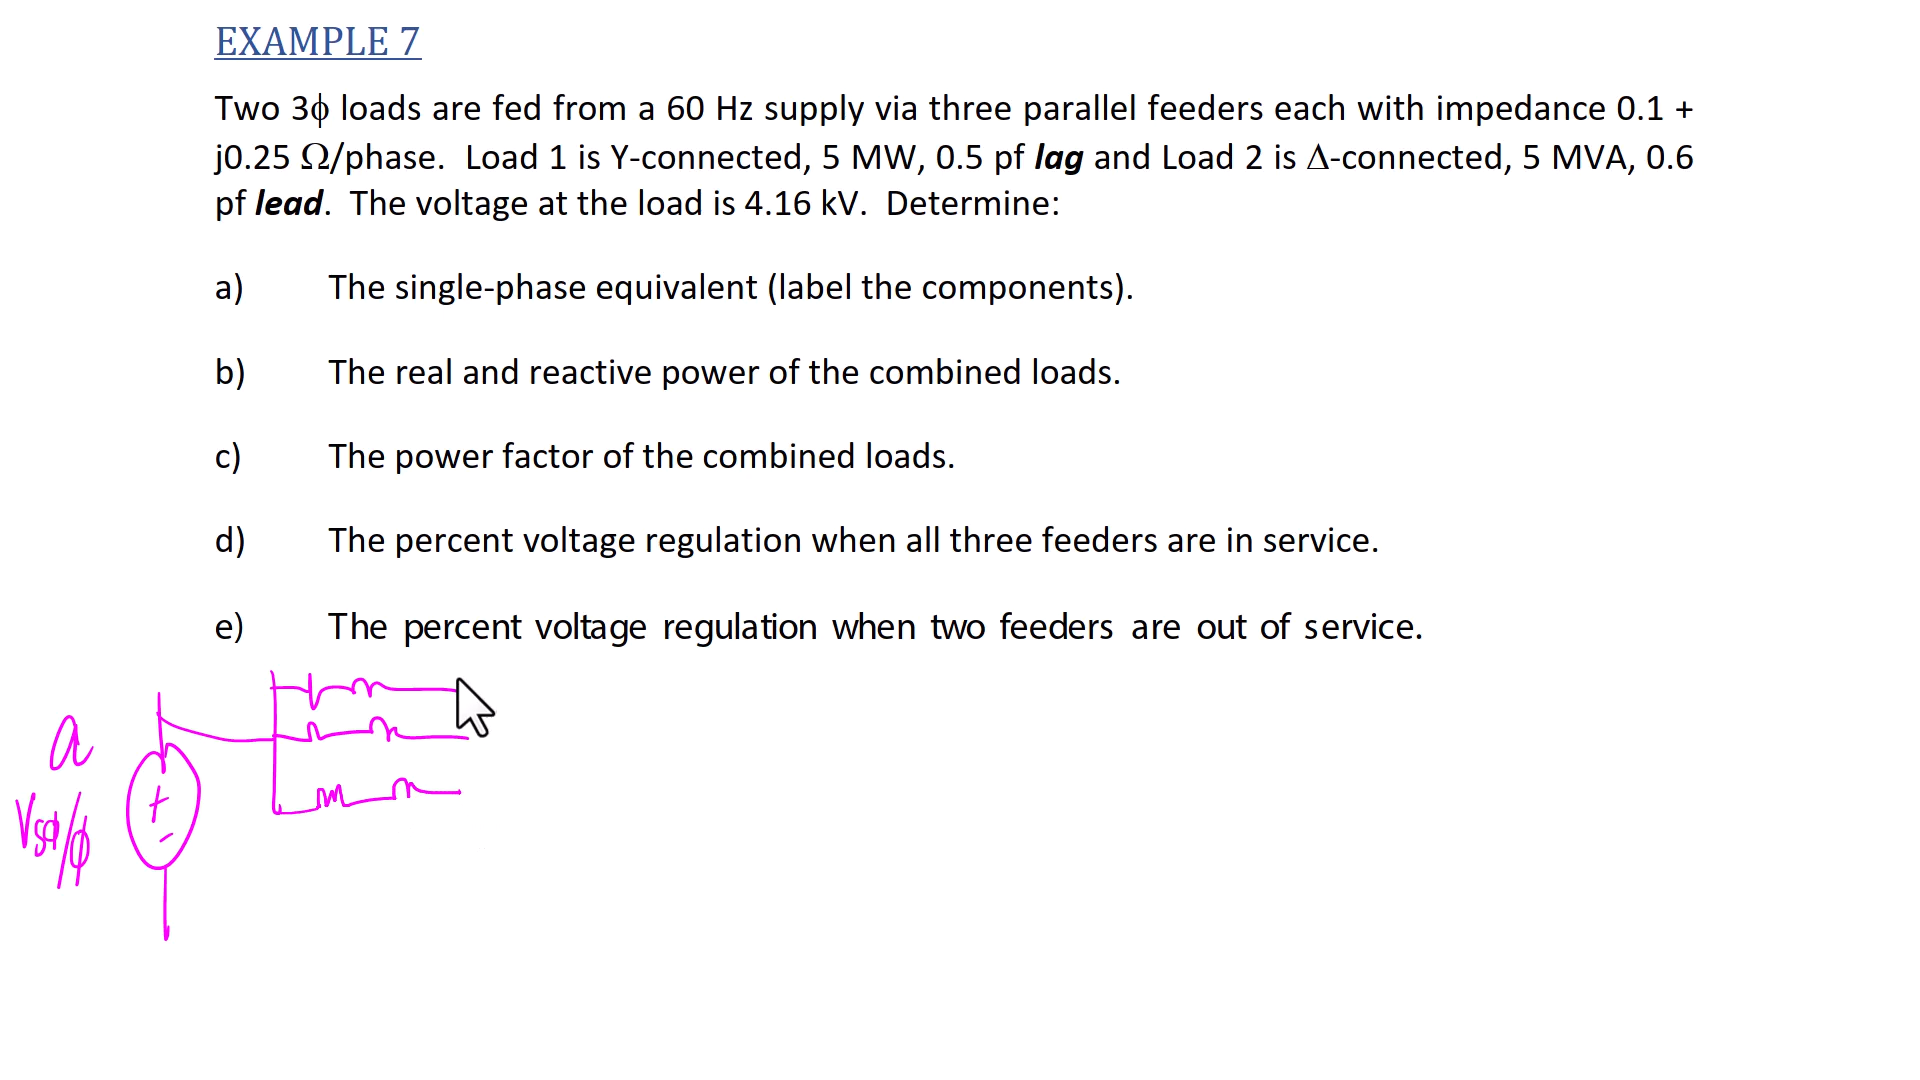 EXAMPLE 7
Two 3ϕ loads are fed from a 60 Hz supply via three parallel feeders each with impedance 0.1 +
j0.25 Ω/phase. Load 1 is Y-connected, 5 MW, 0.5 pf lag and Load 2 is Δ-connected, 5 MVA, 0.6
pf lead. The voltage at the load is 4.16 kV. Determine:
a) The single-phase equivalent (label the components).
b) The real and reactive power of the combined loads.
c) The power factor of the combined loads.
d) The percent voltage regulation when all three feeders are in service.
e) The percent voltage regulation when two feeders are out of service.
a
+
-